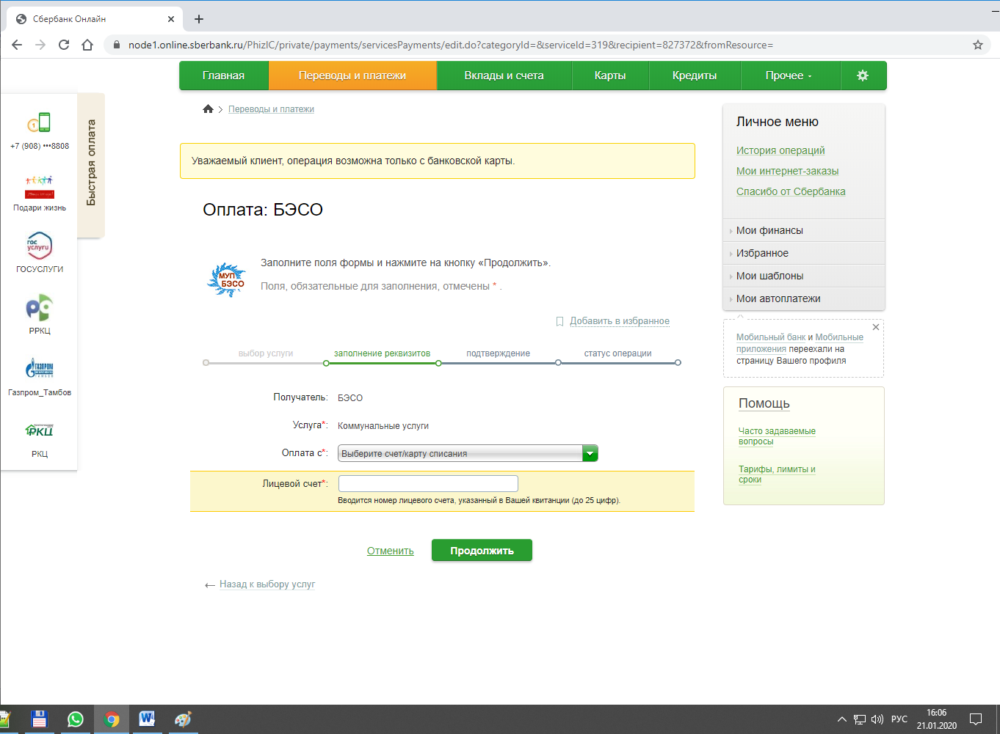 Сбербанк Онлайн
node1.online.sberbank.ru/PhizIC/private/payments/servicesPayments/edit.do?categoryId=&serviceId=319&recipient=827372&fromResource=
Главная
Переводы и платежи
Вклады и счета
Карты
Кредиты
Прочее
Быстрая оплата
+7 (908) •••8808
Подари жизнь
гос
услуги
ГОСУСЛУГИ
РРКЦ
ГАЗПРОМ
Газпром_Тамбов
РКЦ
РКЦ
Переводы и платежи
Уважаемый клиент, операция возможна только с банковской карты.
Оплата: БЭСО
МУП
БЭСО
Заполните поля формы и нажмите на кнопку «Продолжить».
Поля, обязательные для заполнения, отмечены * .
Добавить в избранное
выбор услуги
заполнение реквизитов
подтверждение
статус операции
Получатель: БЭСО
Услуга*: Коммунальные услуги
Оплата с*: Выберите счет/карту списания
Лицевой счет*:
Вводится номер лицевого счета, указанный в Вашей квитанции (до 25 цифр).
Отменить
Продолжить
← Назад к выбору услуг
Личное меню
История операций
Мои интернет-заказы
Спасибо от Сбербанка
Мои финансы
Избранное
Мои шаблоны
Мои автоплатежи
Мобильный банк и Мобильные
приложения переехали на
страницу Вашего профиля
Помощь
Часто задаваемые
вопросы
Тарифы, лимиты и
сроки
РУС
16:06
21.01.2020